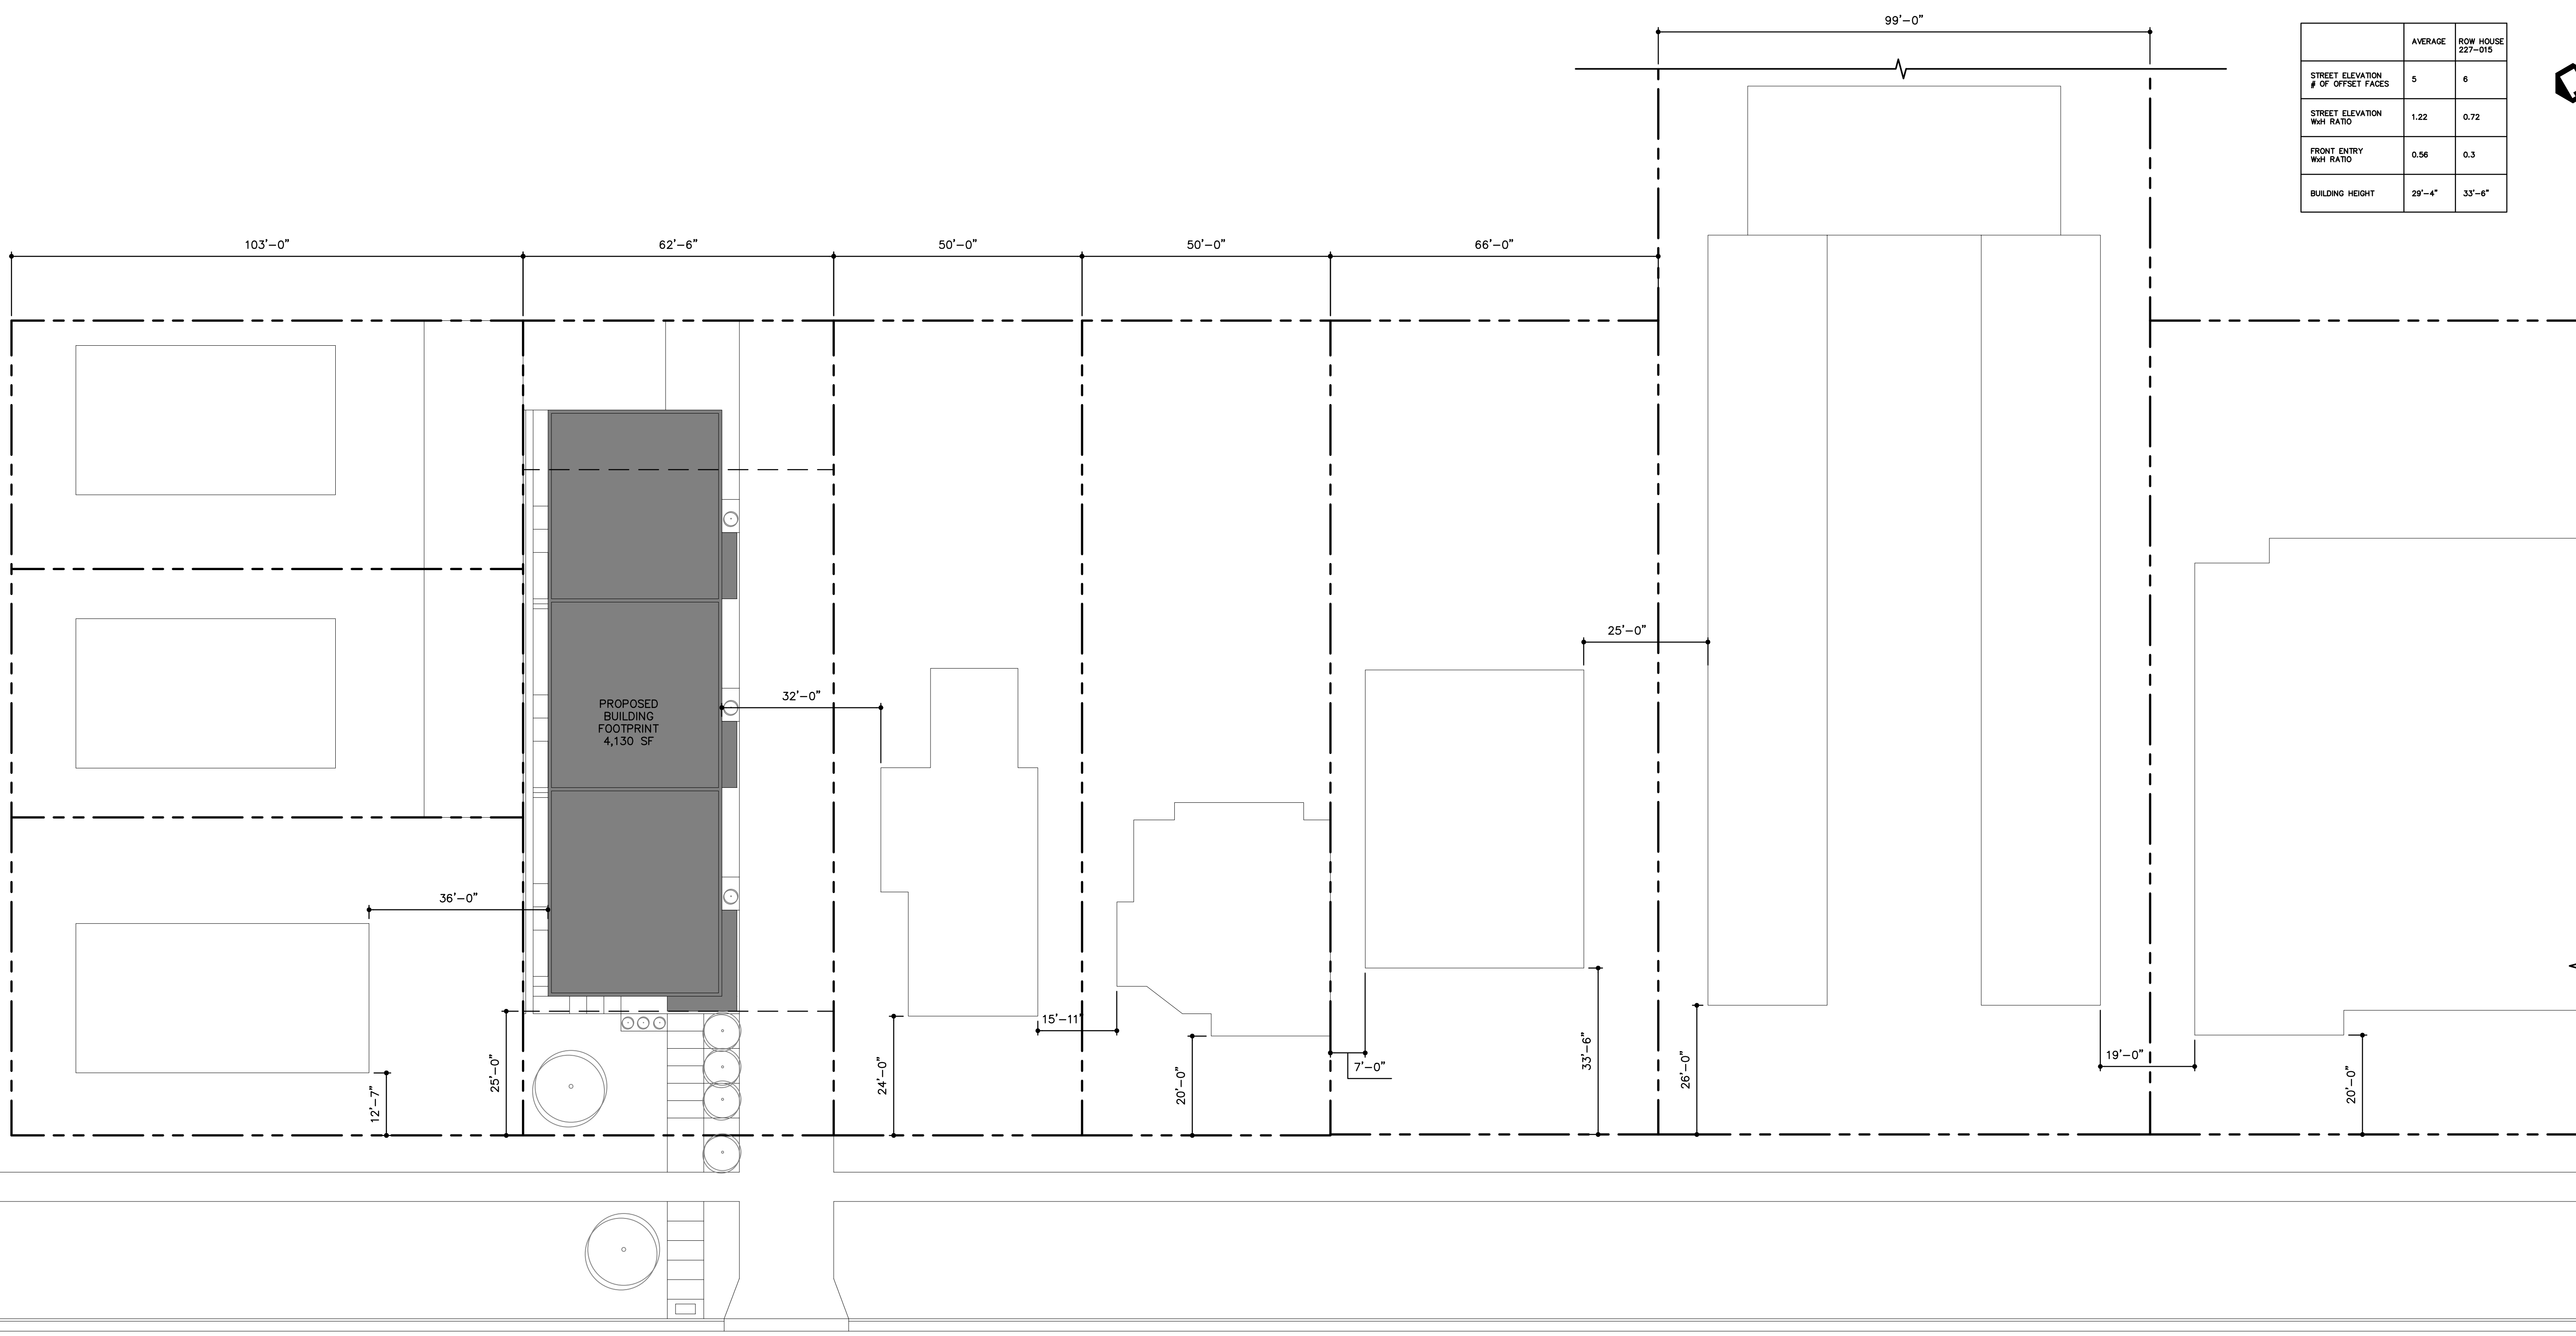 99'-0"
AVERAGE
ROW HOUSE
227-015
STREET ELEVATION
# OF OFFSET FACES
5
6
STREET ELEVATION
WxH RATIO
1.22
0.72
FRONT ENTRY
WxH RATIO
0.56
0.3
BUILDING HEIGHT
29'-4"
33'-6"
103'-0"
62'-6"
50'-0"
50'-0"
66'-0"
25'-0"
32'-0"
PROPOSED
BUILDING
FOOTPRINT
4,130 SF
36'-0"
15'-11"
7'-0"
19'-0"
12'-7"
25'-0"
24'-0"
20'-0"
33'-6"
26'-0"
20'-0"